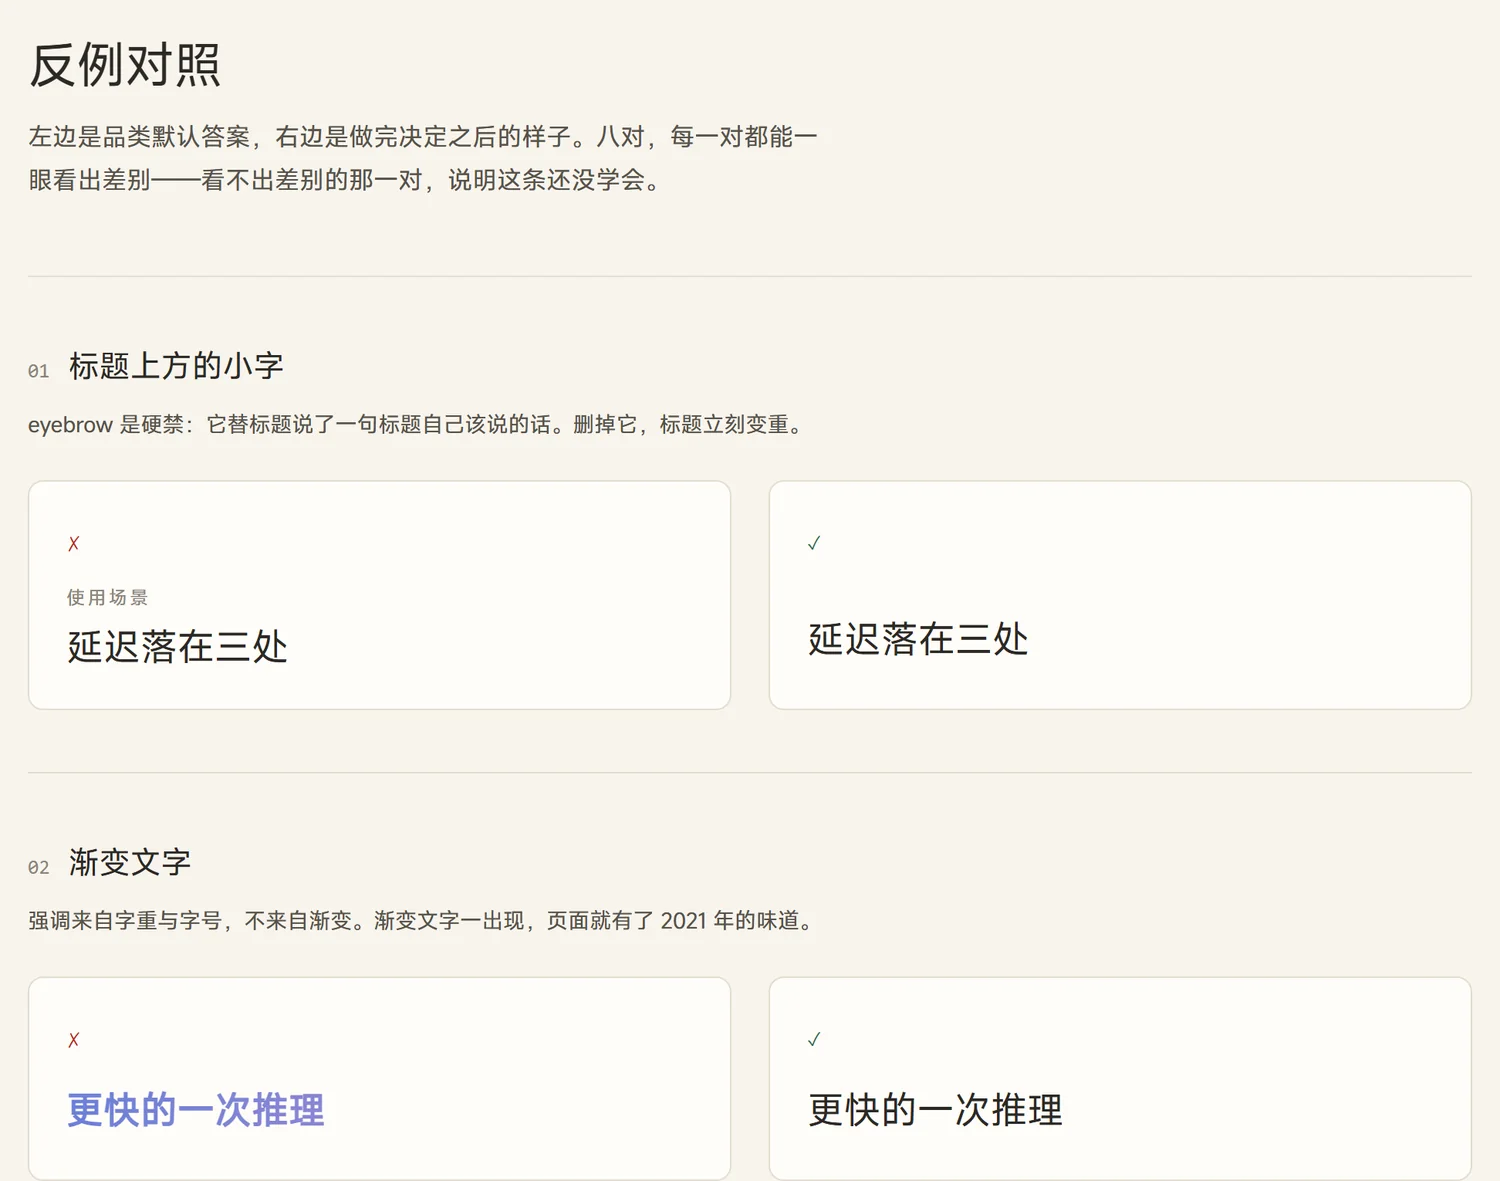 反例对照
左边是品类默认答案，右边是做完决定之后的样子。八对，每一对都能一
眼看出差别——看不出差别的那一对，说明这条还没学会。
01 标题上方的小字
eyebrow 是硬禁：它替标题说了一句标题自己该说的话。删掉它，标题立刻变重。
✗
使用场景
延迟落在三处
✓
延迟落在三处
02 渐变文字
强调来自字重与字号，不来自渐变。渐变文字一出现，页面就有了 2021 年的味道。
✗
更快的一次推理
✓
更快的一次推理